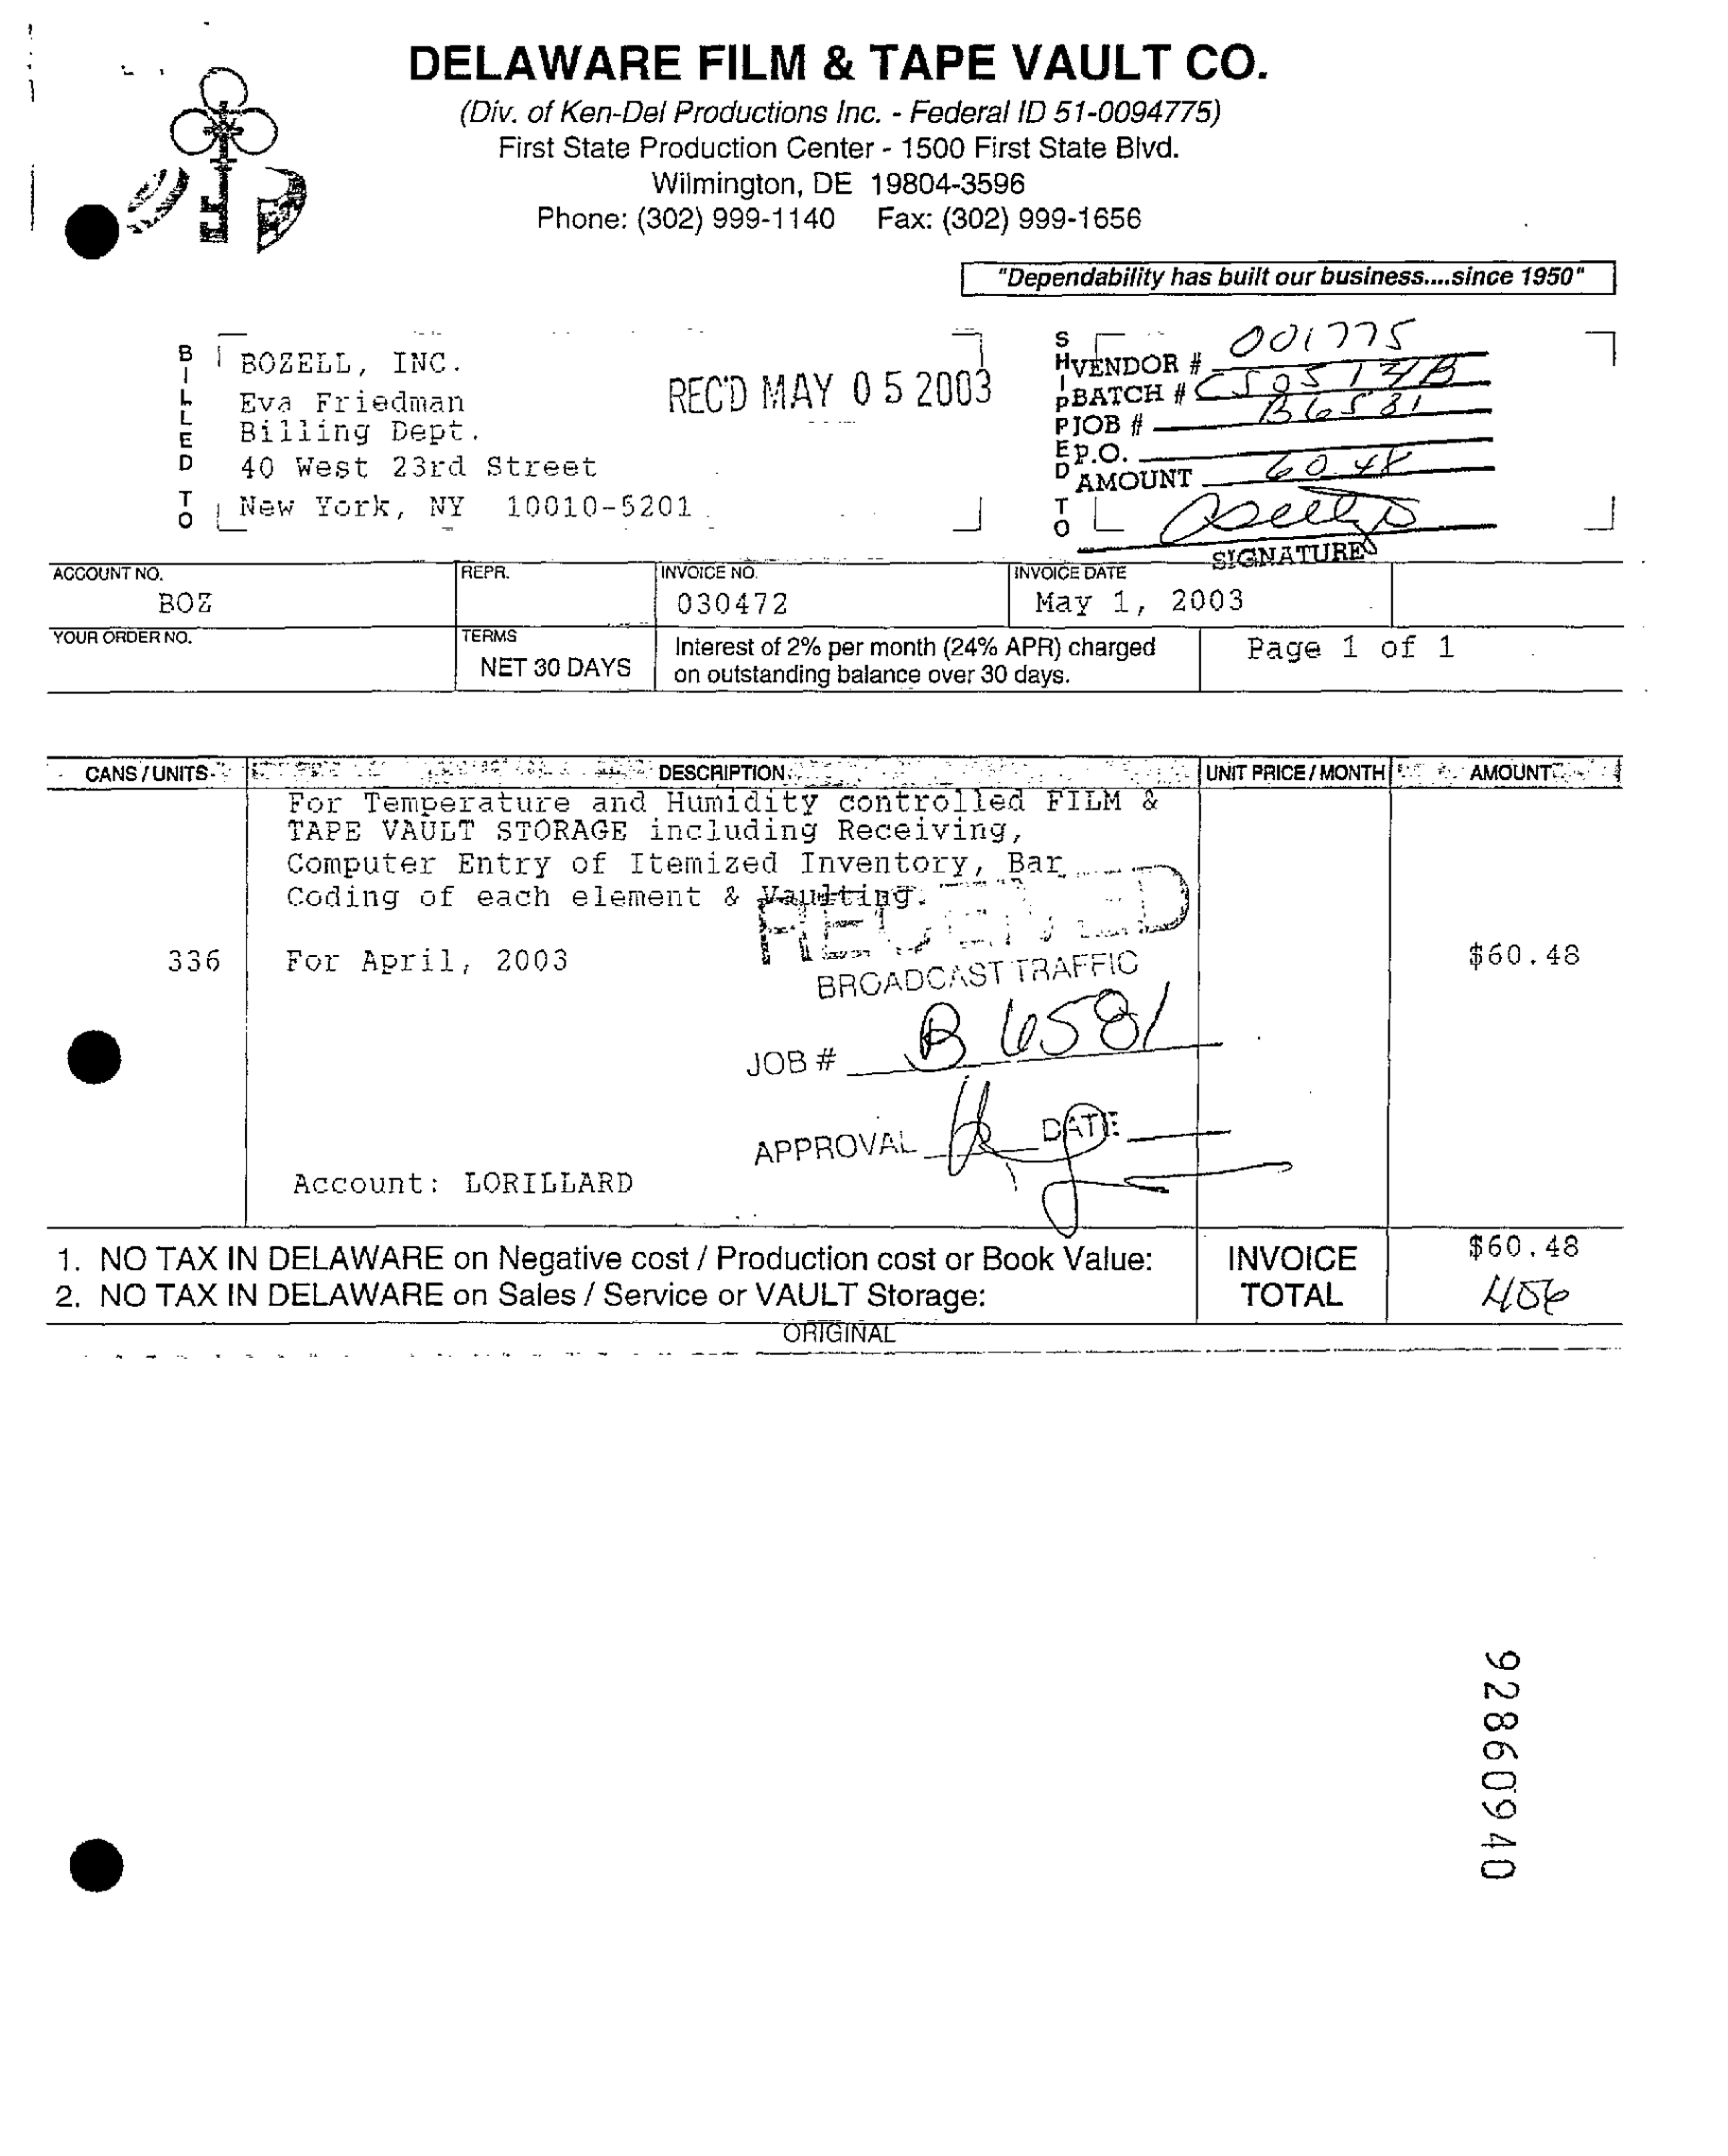 DELAWARE FILM & TAPE VAULT CO.
(Div. of Ken-Del Productions Inc. - Federal ID 51-0094775)
First State Production Center - 1500 First State Blvd.
Wilmington, DE 19804-3596
Phone: (302) 999-1140 Fax: (302) 999-1656
"Dependability has built our business....since 1950"
BILLED TO
BOZELL, INC.
Eva Friedman
Billing Dept.
40 West 23rd Street
New York, NY 10010-5201
REC'D MAY 05 2003
SHIPPED TO
VENDOR # 001775
BATCH #
JOB # B6581
P.O.
AMOUNT 60.48
SIGNATURE
ACCOUNT NO. REPR. INVOICE NO. INVOICE DATE
BOZ 030472 May 1, 2003
YOUR ORDER NO. TERMS
NET 30 DAYS
Interest of 2% per month (24% APR) charged
on outstanding balance over 30 days.
Page 1 of 1
CANS / UNITS DESCRIPTION UNIT PRICE / MONTH AMOUNT
For Temperature and Humidity controlled FILM &
TAPE VAULT STORAGE including Receiving,
Computer Entry of Itemized Inventory, Bar
Coding of each element & Vaulting.
RECEIVED
336 For April, 2003 $60.48
BROADCAST TRAFFIC
JOB # B 6581
APPROVAL DATE
Account: LORILLARD
1. NO TAX IN DELAWARE on Negative cost / Production cost or Book Value:
2. NO TAX IN DELAWARE on Sales / Service or VAULT Storage:
INVOICE TOTAL
$60.48
ORIGINAL
92860940